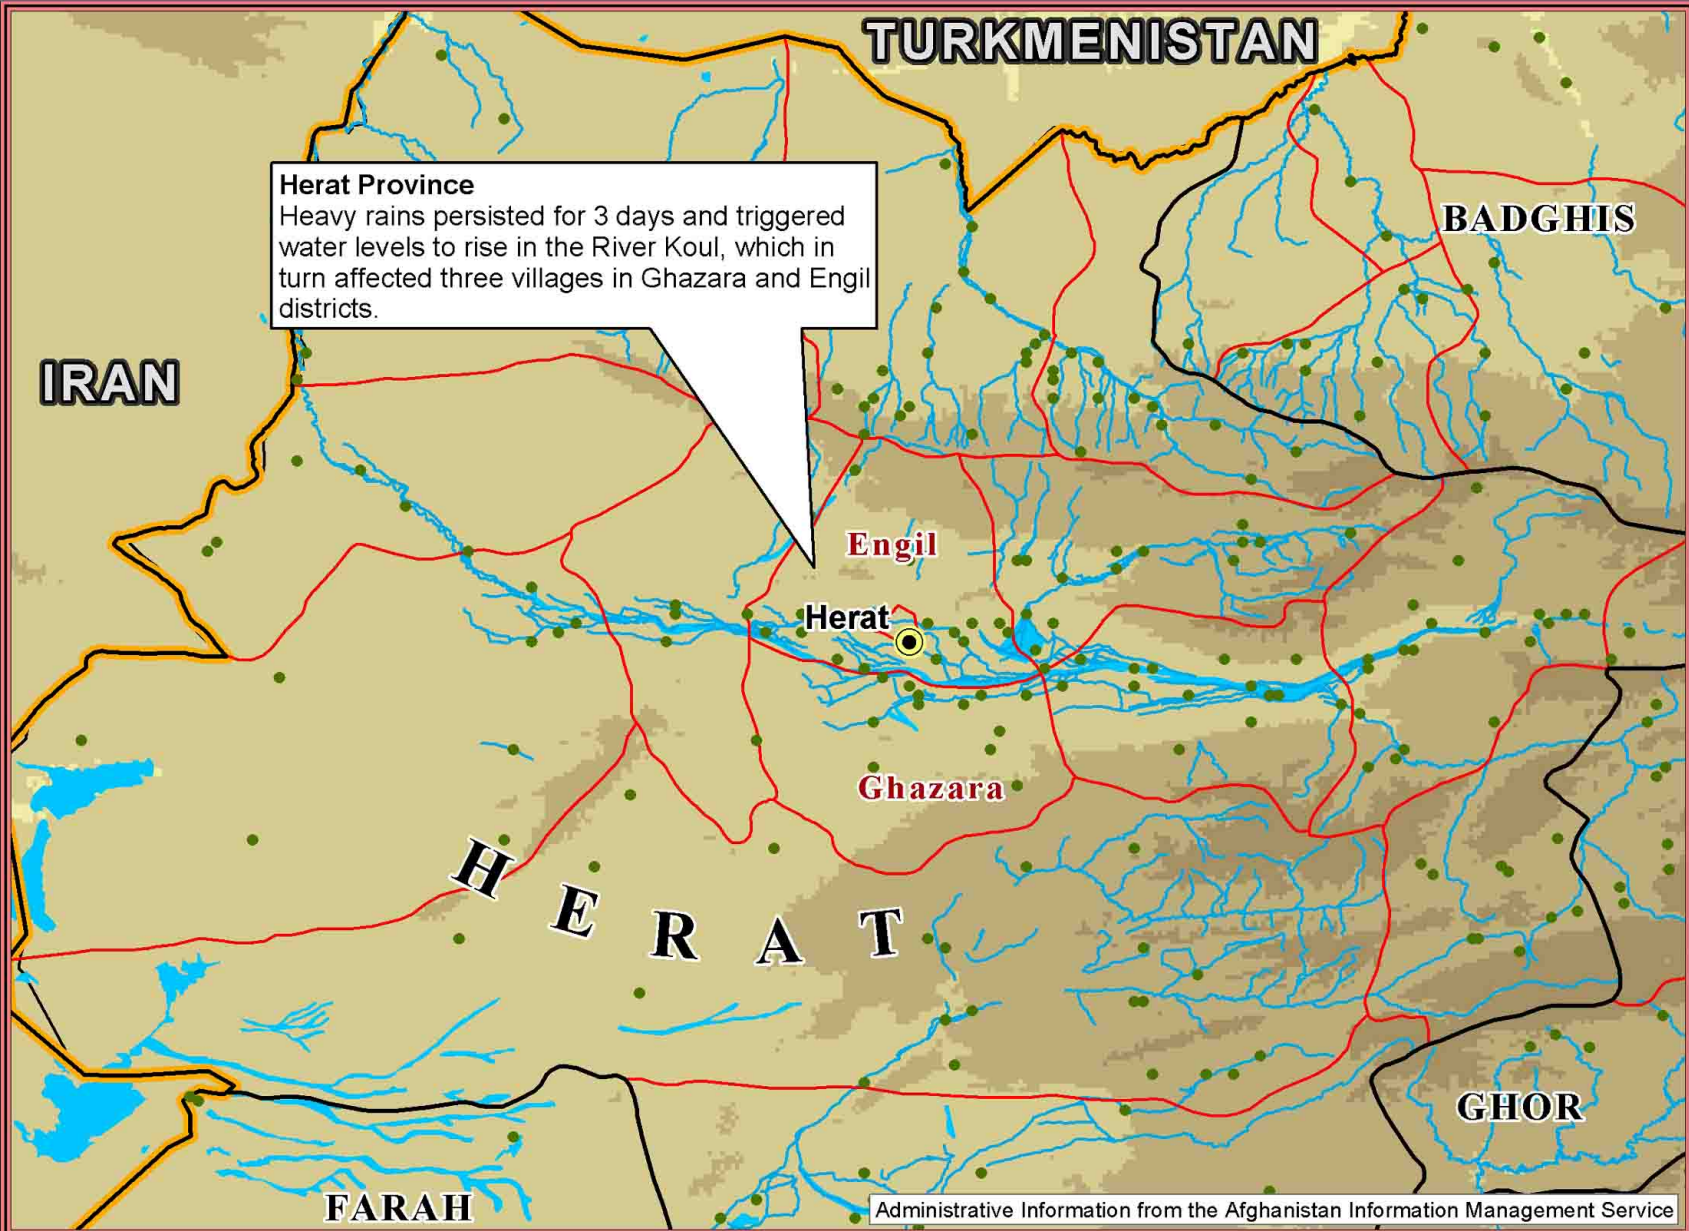 TURKMENISTAN
Herat Province
Heavy rains persisted for 3 days and triggered
water levels to rise in the River Koul, which in
turn affected three villages in Ghazara and Engil
districts.
BADGHIS
IRAN
Engil
Herat
Ghazara
HERAT
GHOR
FARAH
Administrative Information from the Afghanistan Information Management Service